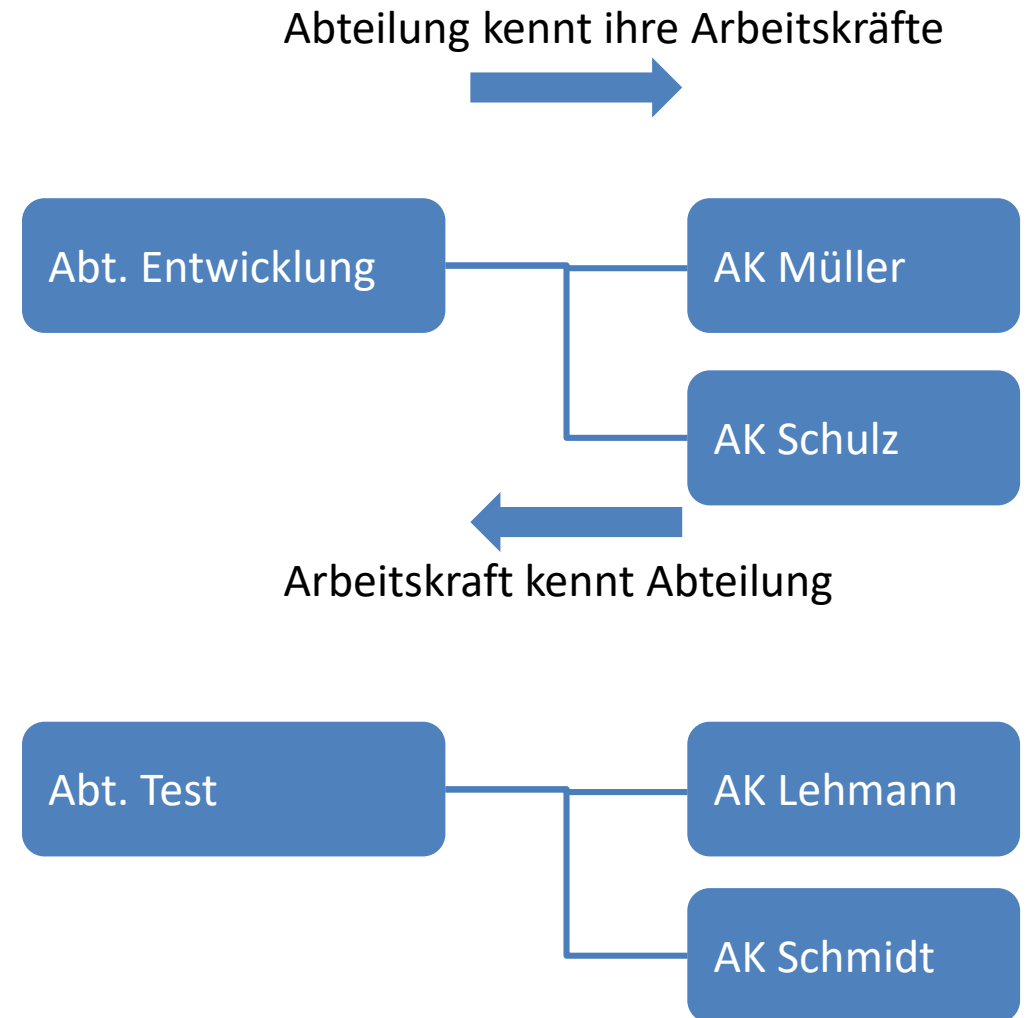 Abteilung kennt ihre Arbeitskräfte
Abt. Entwicklung
AK Müller
AK Schulz
Arbeitskraft kennt Abteilung
Abt. Test
AK Lehmann
AK Schmidt